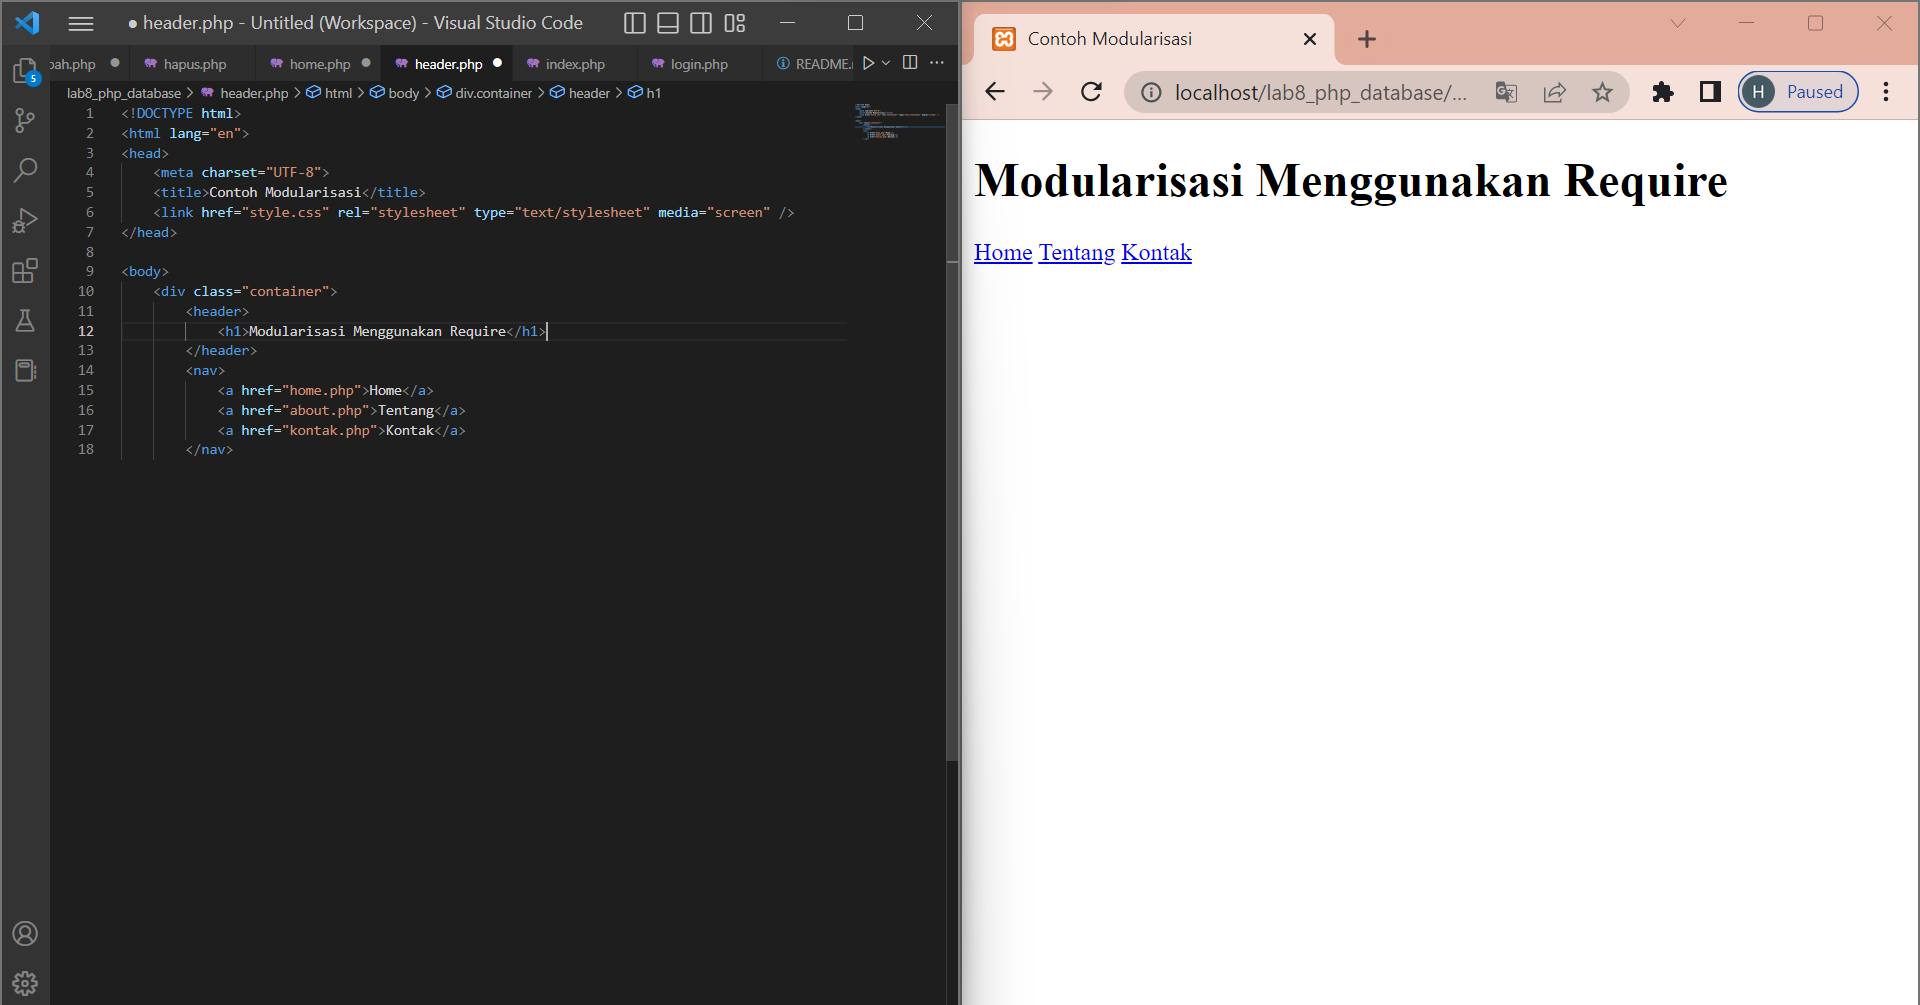 ● header.php - Untitled (Workspace) - Visual Studio Code
bah.php ● hapus.php home.php ● header.php ● index.php login.php README.
lab8_php_database > header.php > html > body > div.container > header > h1
5
1 <!DOCTYPE html>
2 <html lang="en">
3 <head>
4 <meta charset="UTF-8">
5 <title>Contoh Modularisasi</title>
6 <link href="style.css" rel="stylesheet" type="text/stylesheet" media="screen" />
7 </head>
8
9 <body>
10 <div class="container">
11 <header>
12 <h1>Modularisasi Menggunakan Require</h1>
13 </header>
14 <nav>
15 <a href="home.php">Home</a>
16 <a href="about.php">Tentang</a>
17 <a href="kontak.php">Kontak</a>
18 </nav>
Contoh Modularisasi
localhost/lab8_php_database/...
H Paused
Modularisasi Menggunakan Require
Home Tentang Kontak